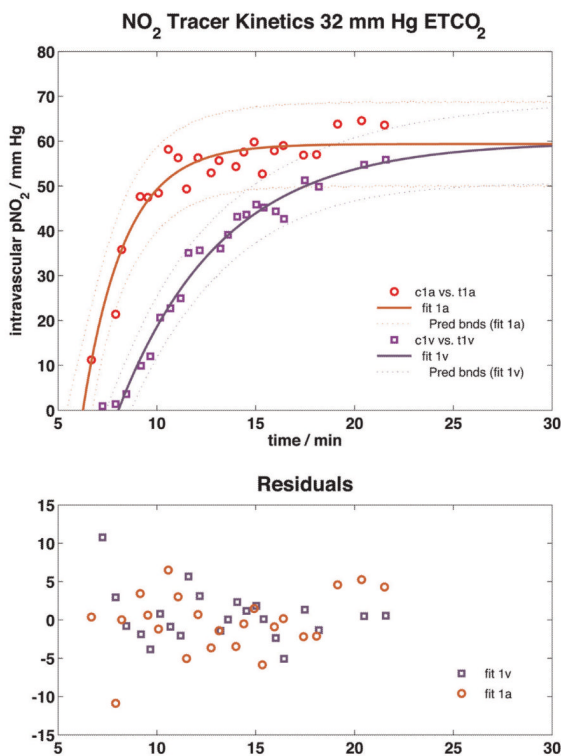 NO2 Tracer Kinetics 32 mm Hg ETCO2
80
70
60
50
40
30
20
10
0
intravascular pNO2 / mm Hg
c1a vs. t1a
fit 1a
Pred bnds (fit 1a)
c1v vs. t1v
fit 1v
Pred bnds (fit 1v)
5 10 15 20 25 30
time / min
Residuals
15
10
5
0
-5
-10
-15
fit 1v
fit 1a
5 10 15 20 25 30